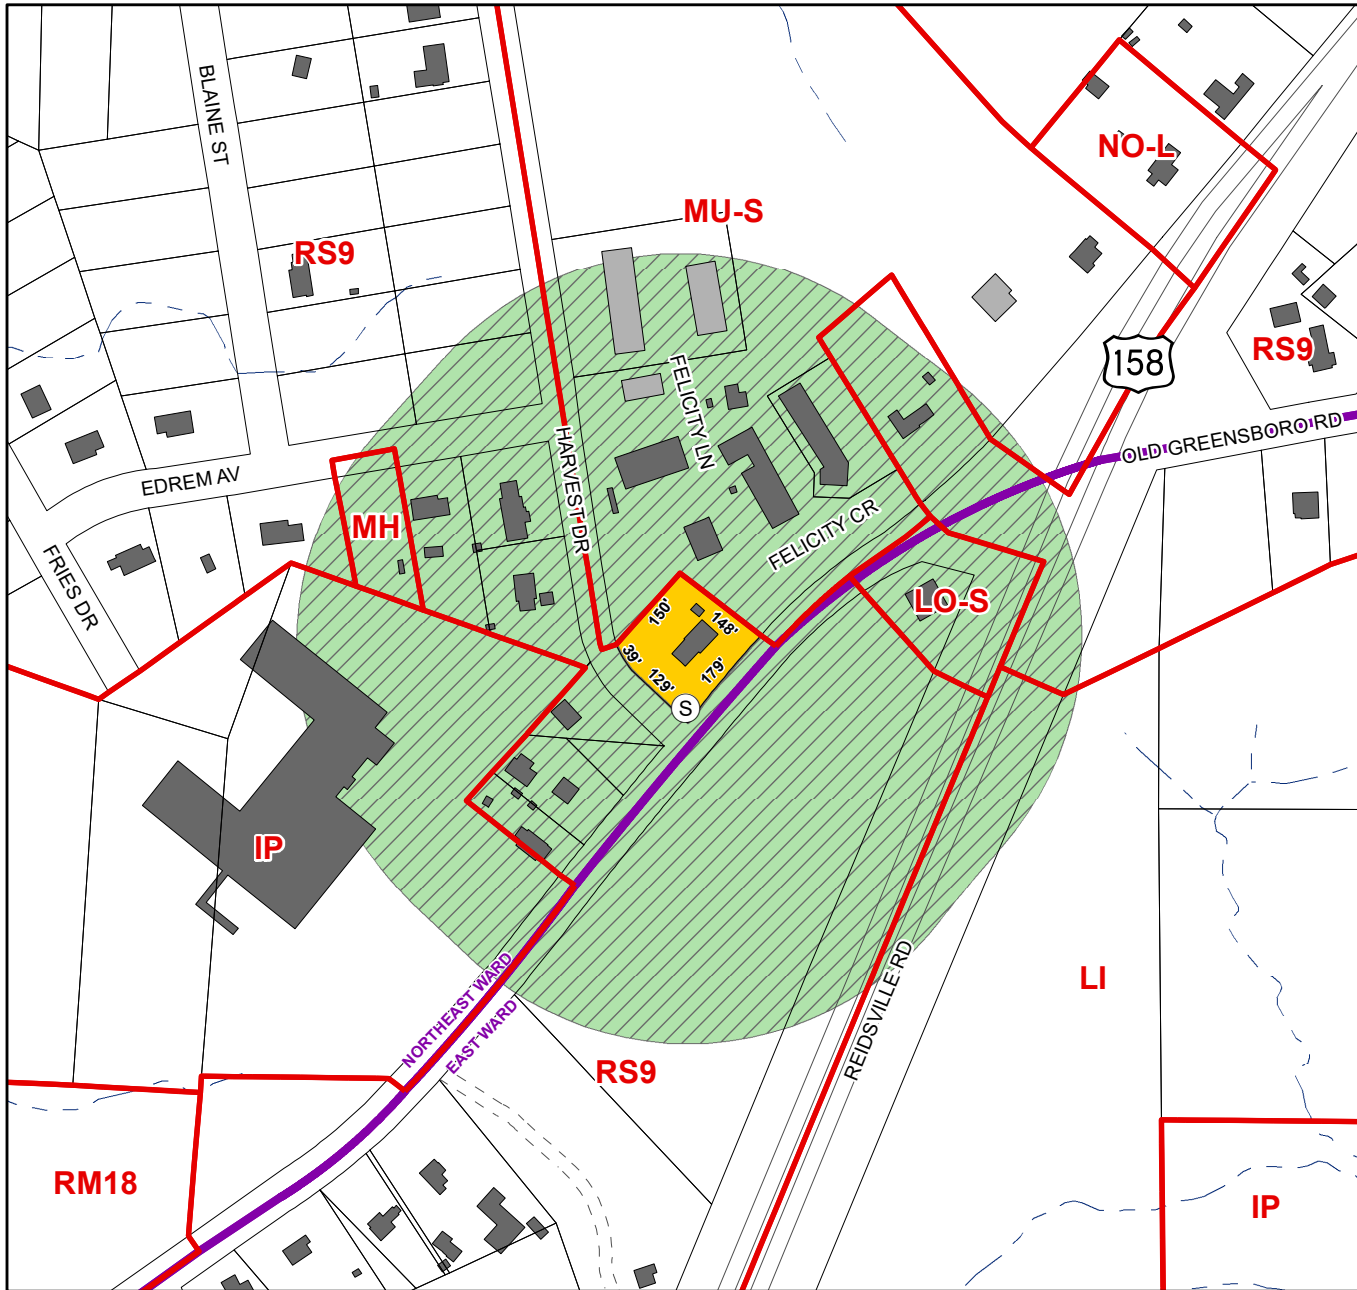 BLAINE ST
NO-L
MU-S
RS9
158
RS9
FELICITY LN
OLD GREENSBORO RD
HARVEST DR
EDREM AV
MH
FELICITY CR
FRIES DR
LO-S
150'
148'
39'
129'
179'
S
IP
NORTHEAST WARD
EAST WARD
REIDSVILLE RD
LI
RS9
RM18
IP